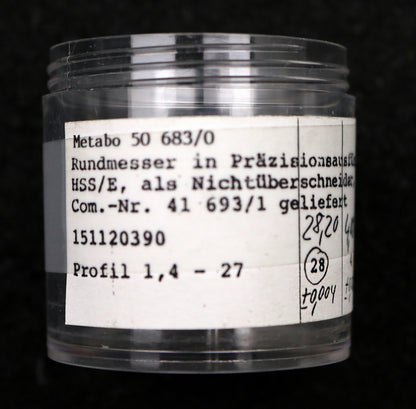 Metabo 50 683/0
Rundmesser in Präzisionsausfü
HSS/E, als Nichtüberschneider,
Com.-Nr. 41 693/1 geliefert
28,20
151120390
28
Profil 1,4 - 27
±0,004